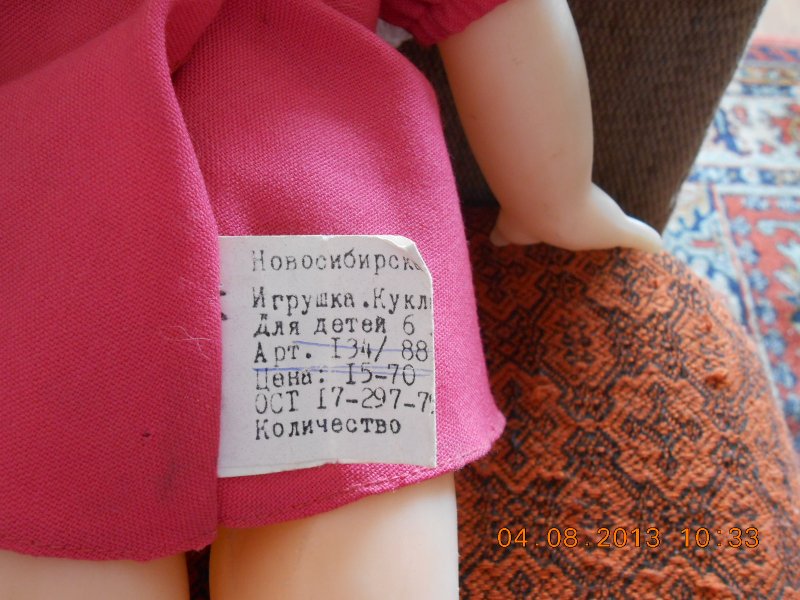 Новосибирск
Игрушка.Кукл
Для детей 6
Арт. I34/ 88
Цена: I5-70
ОСТ I7-297-7
Количество
04.08.2013 10:33